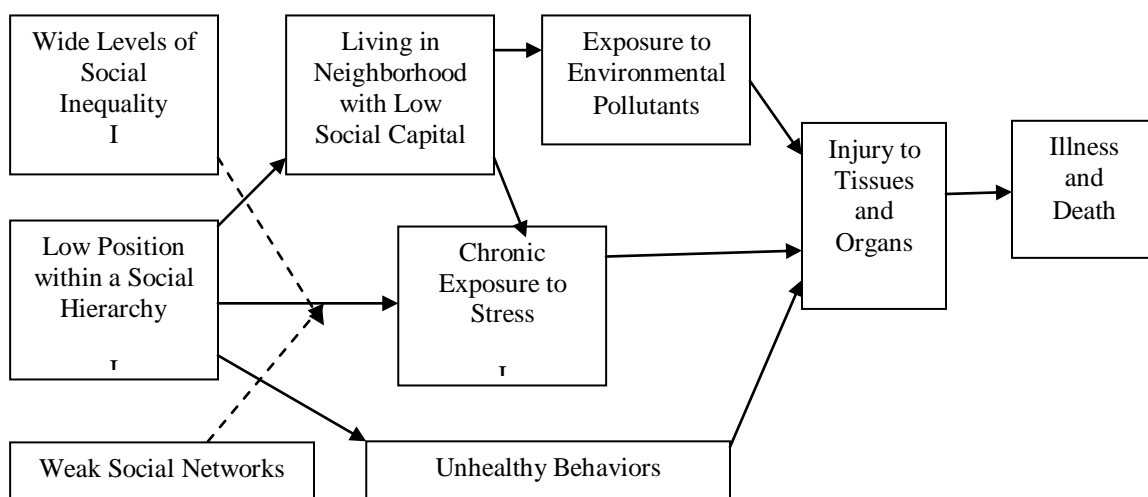 Wide Levels of
Social
Inequality
I
Living in
Neighborhood
with Low
Social Capital
Exposure to
Environmental
Pollutants
Injury to
Tissues
and
Organs
Illness
and
Death
Low Position
within a Social
Hierarchy
I
Chronic
Exposure to
Stress
I
Weak Social Networks
Unhealthy Behaviors